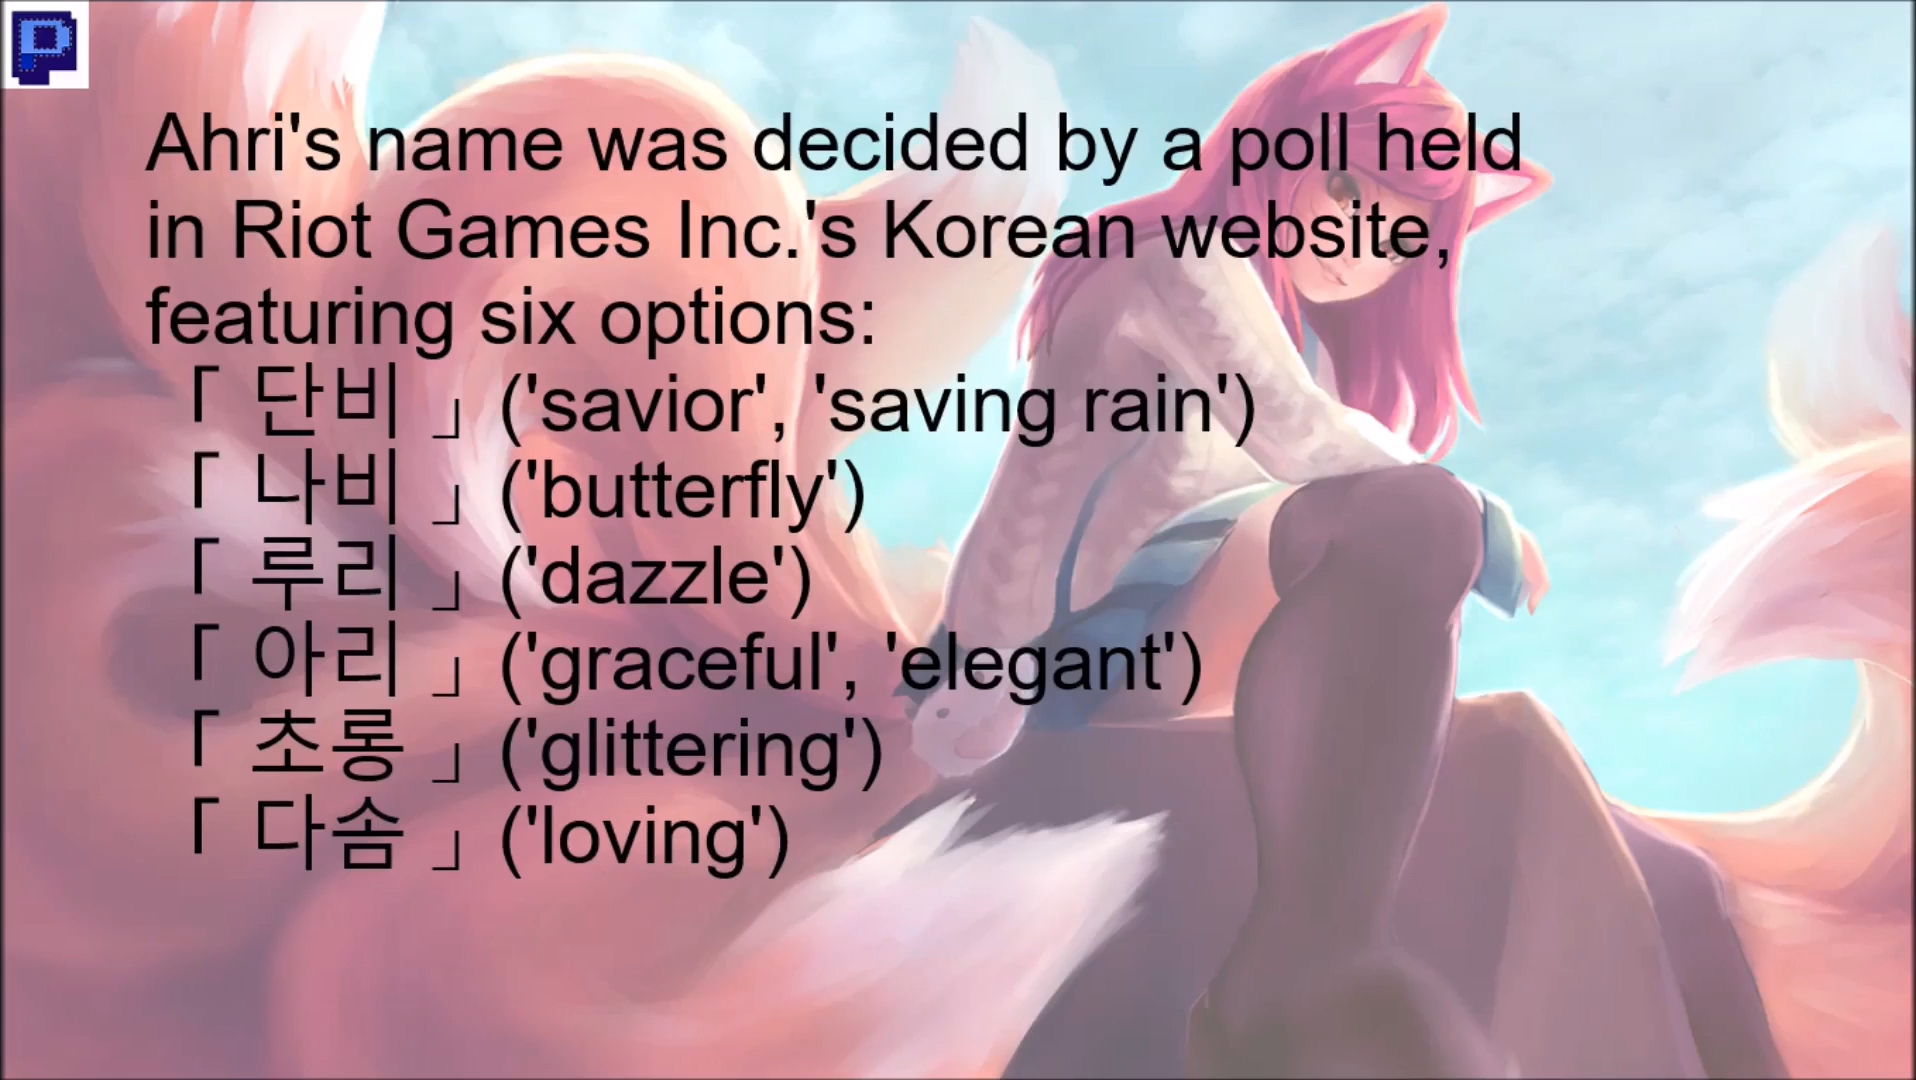 P
Ahri's name was decided by a poll held
in Riot Games Inc.'s Korean website,
featuring six options:
「 단비 」('savior', 'saving rain')
「 나비 」('butterfly')
「 루리 」('dazzle')
「 아리 」('graceful', 'elegant')
「 초롱 」('glittering')
「 다솜 」('loving')